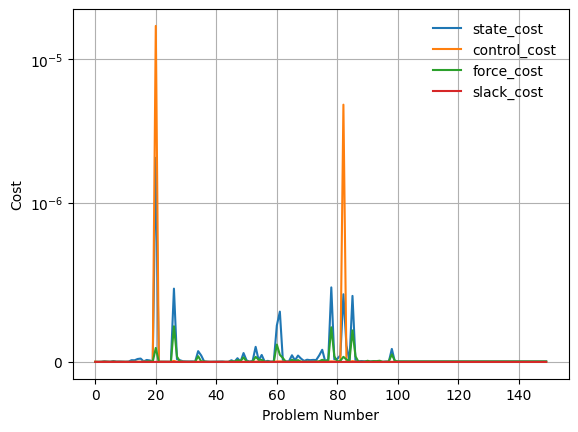 state_cost
control_cost
force_cost
slack_cost
10^{-5}
10^{-6}
0
Cost
0 20 40 60 80 100 120 140
Problem Number